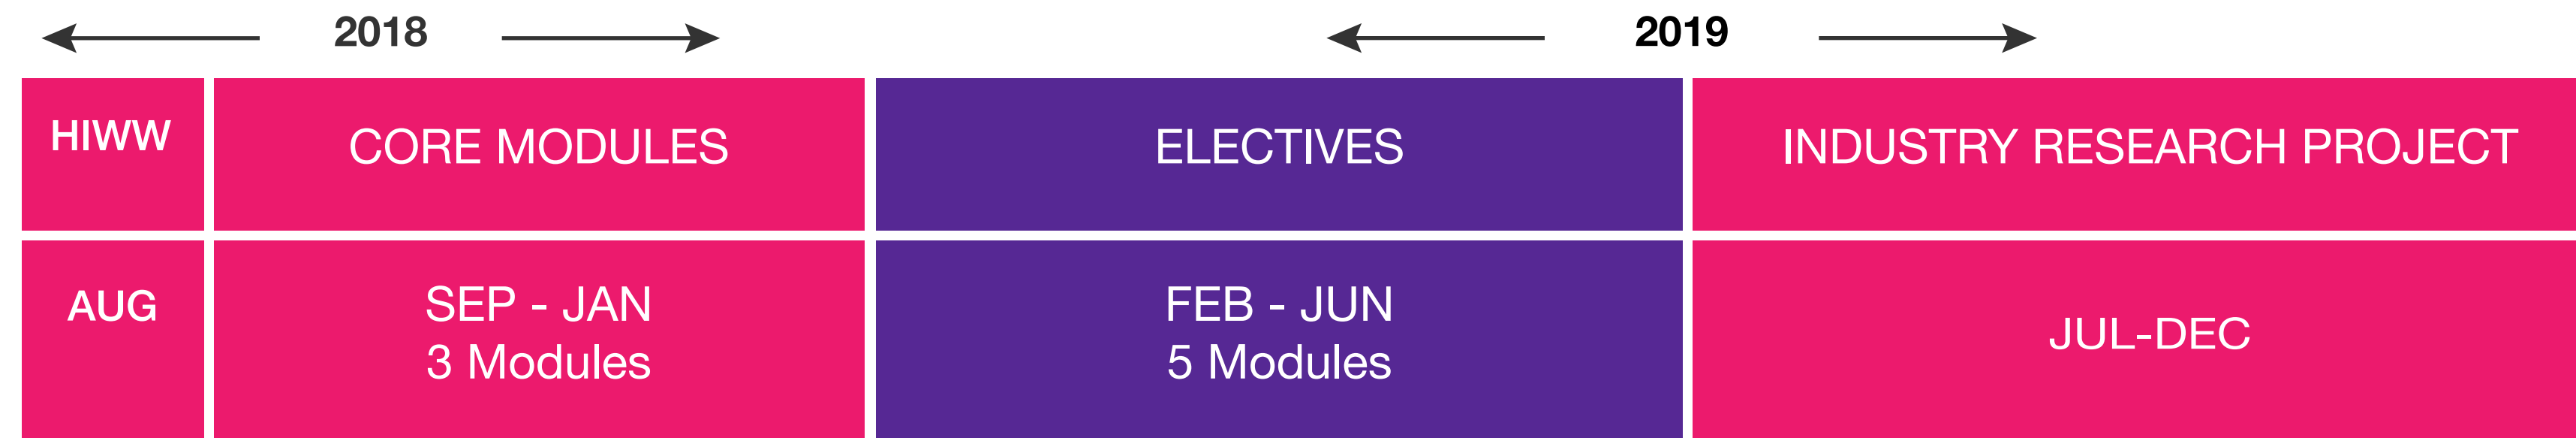 2018
2019
HIWW
CORE MODULES
ELECTIVES
INDUSTRY RESEARCH PROJECT
AUG
SEP - JAN
3 Modules
FEB - JUN
5 Modules
JUL-DEC